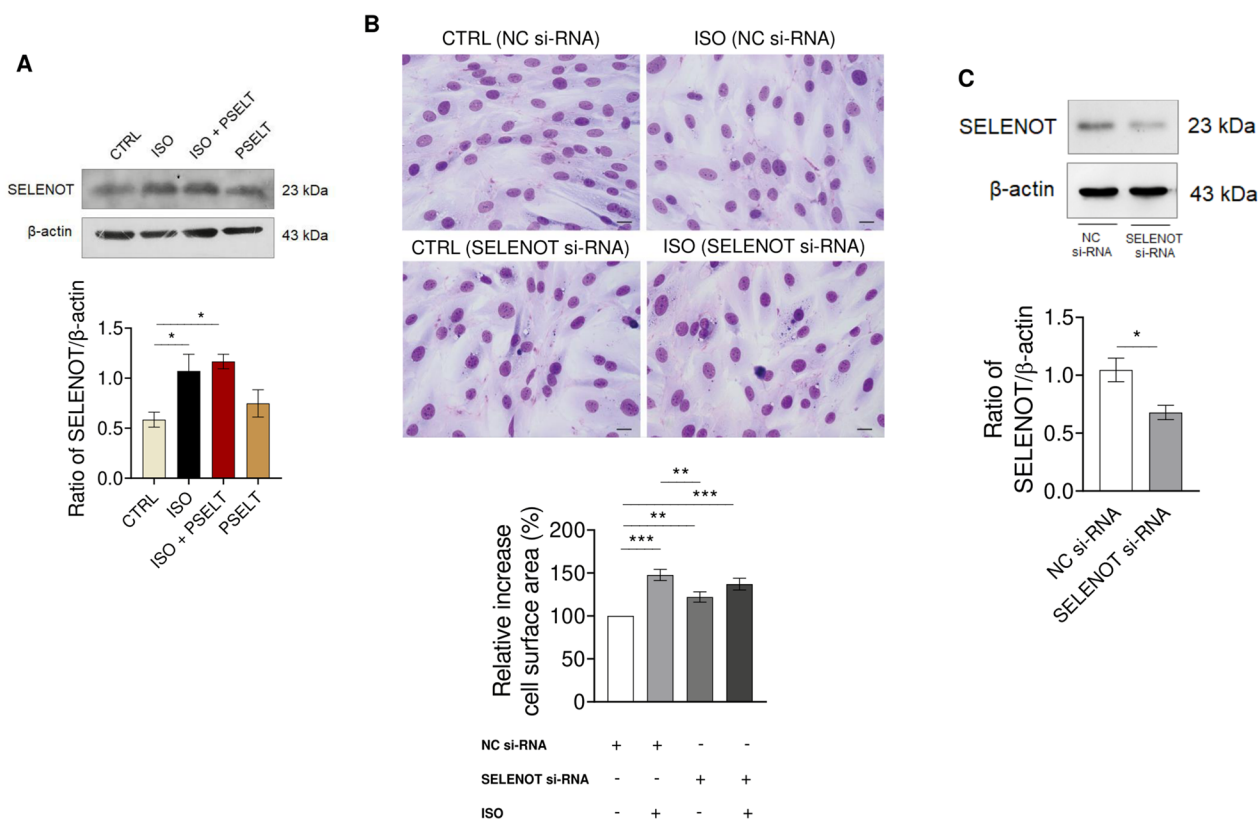 A
CTRL
ISO
ISO + PSELT
PSELT
SELENOT
23 kDa
β-actin
43 kDa
Ratio of SELENOT/β-actin
1.5
1.0
0.5
0.0
*
*
CTRL
ISO
ISO + PSELT
PSELT
B
CTRL (NC si-RNA)
ISO (NC si-RNA)
CTRL (SELENOT si-RNA)
ISO (SELENOT si-RNA)
Relative increase
cell surface area (%)
200
150
100
50
0
**
***
**
***
NC si-RNA + + - -
SELENOT si-RNA - - + +
ISO - + - +
C
SELENOT
23 kDa
β-actin
43 kDa
NC
si-RNA
SELENOT
si-RNA
Ratio of
SELENOT/β-actin
1.5
1.0
0.5
0.0
*
NC si-RNA
SELENOT si-RNA